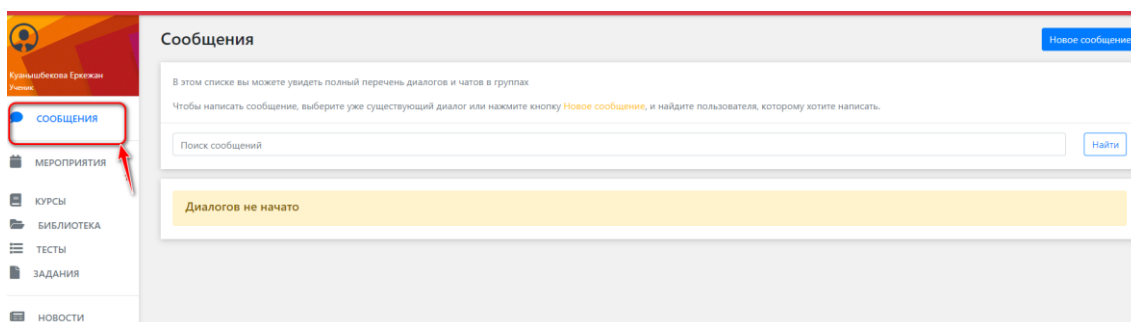 Куанышбекова Еркежан
Ученик
СООБЩЕНИЯ
МЕРОПРИЯТИЯ
КУРСЫ
БИБЛИОТЕКА
ТЕСТЫ
ЗАДАНИЯ
НОВОСТИ
Сообщения
Новое сообщение
В этом списке вы можете увидеть полный перечень диалогов и чатов в группах
Чтобы написать сообщение, выберите уже существующий диалог или нажмите кнопку Новое сообщение, и найдите пользователя, которому хотите написать.
Поиск сообщений
Найти
Диалогов не начато